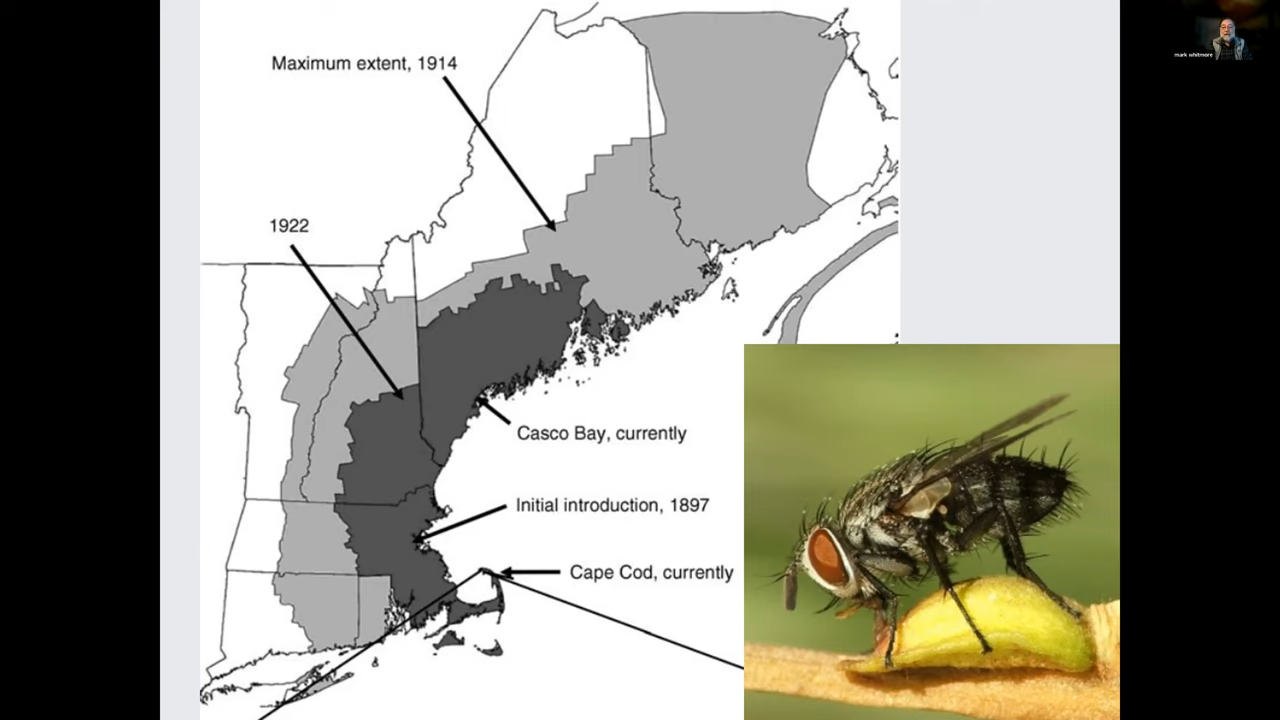 Maximum extent, 1914
mark whitmore
1922
Casco Bay, currently
Initial introduction, 1897
Cape Cod, currently